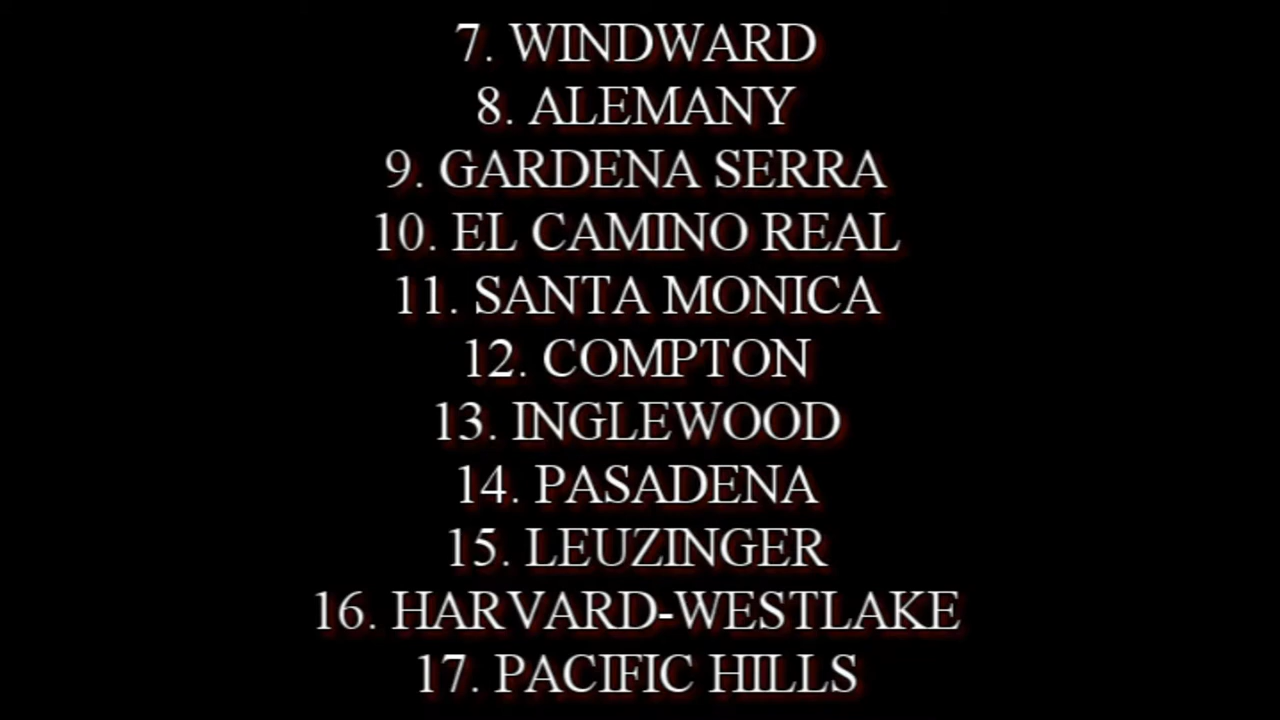 7. WINDWARD
8. ALEMANY
9. GARDENA SERRA
10. EL CAMINO REAL
11. SANTA MONICA
12. COMPTON
13. INGLEWOOD
14. PASADENA
15. LEUZINGER
16. HARVARD-WESTLAKE
17. PACIFIC HILLS